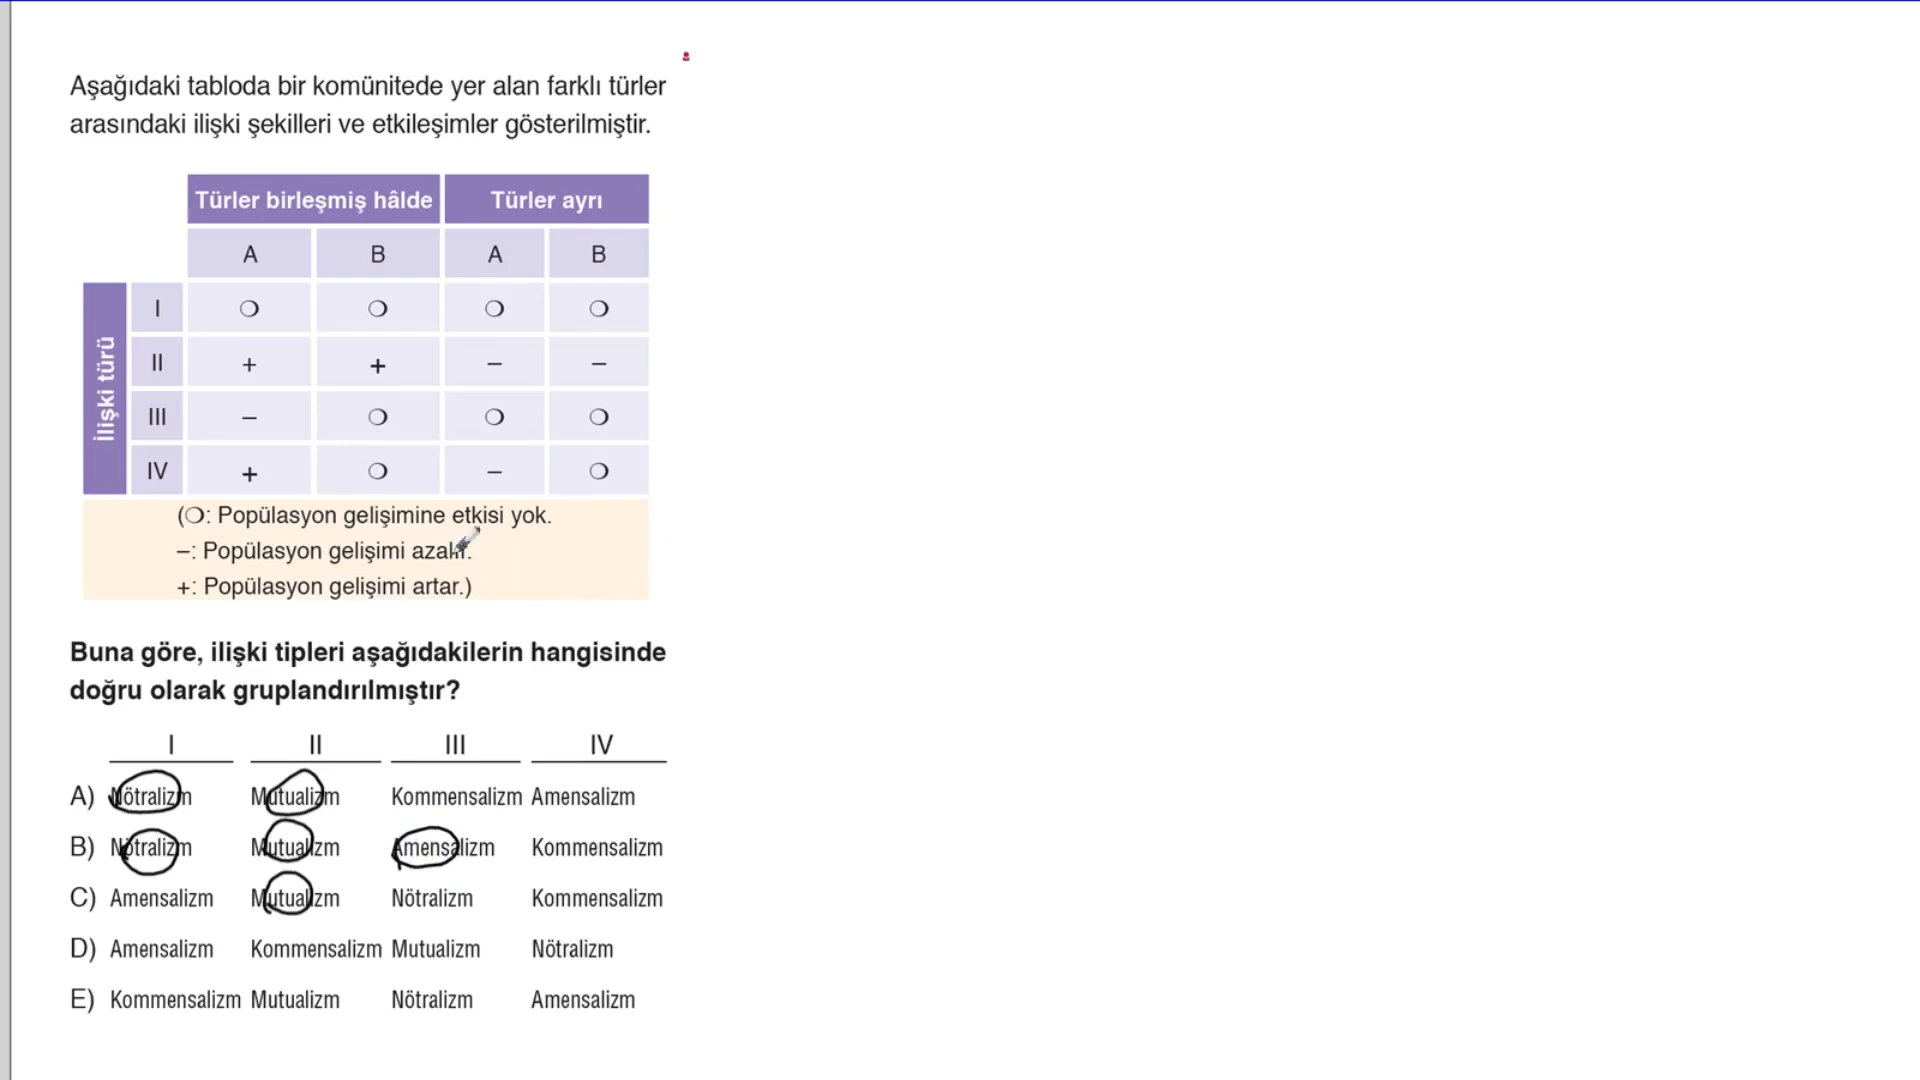 Aşağıdaki tabloda bir komünitede yer alan farklı türler
arasındaki ilişki şekilleri ve etkileşimler gösterilmiştir.
Türler birleşmiş hâlde Türler ayrı
A B A B
İlişki türü
I ❍ ❍ ❍ ❍
II + + – –
III – ❍ ❍ ❍
IV + ❍ – ❍
(❍: Popülasyon gelişimine etkisi yok.
–: Popülasyon gelişimi azalır.
+: Popülasyon gelişimi artar.)
Buna göre, ilişki tipleri aşağıdakilerin hangisinde
doğru olarak gruplandırılmıştır?
I II III IV
A) Nötralizm Mutualizm Kommensalizm Amensalizm
B) Nötralizm Mutualizm Amensalizm Kommensalizm
C) Amensalizm Mutualizm Nötralizm Kommensalizm
D) Amensalizm Kommensalizm Mutualizm Nötralizm
E) Kommensalizm Mutualizm Nötralizm Amensalizm